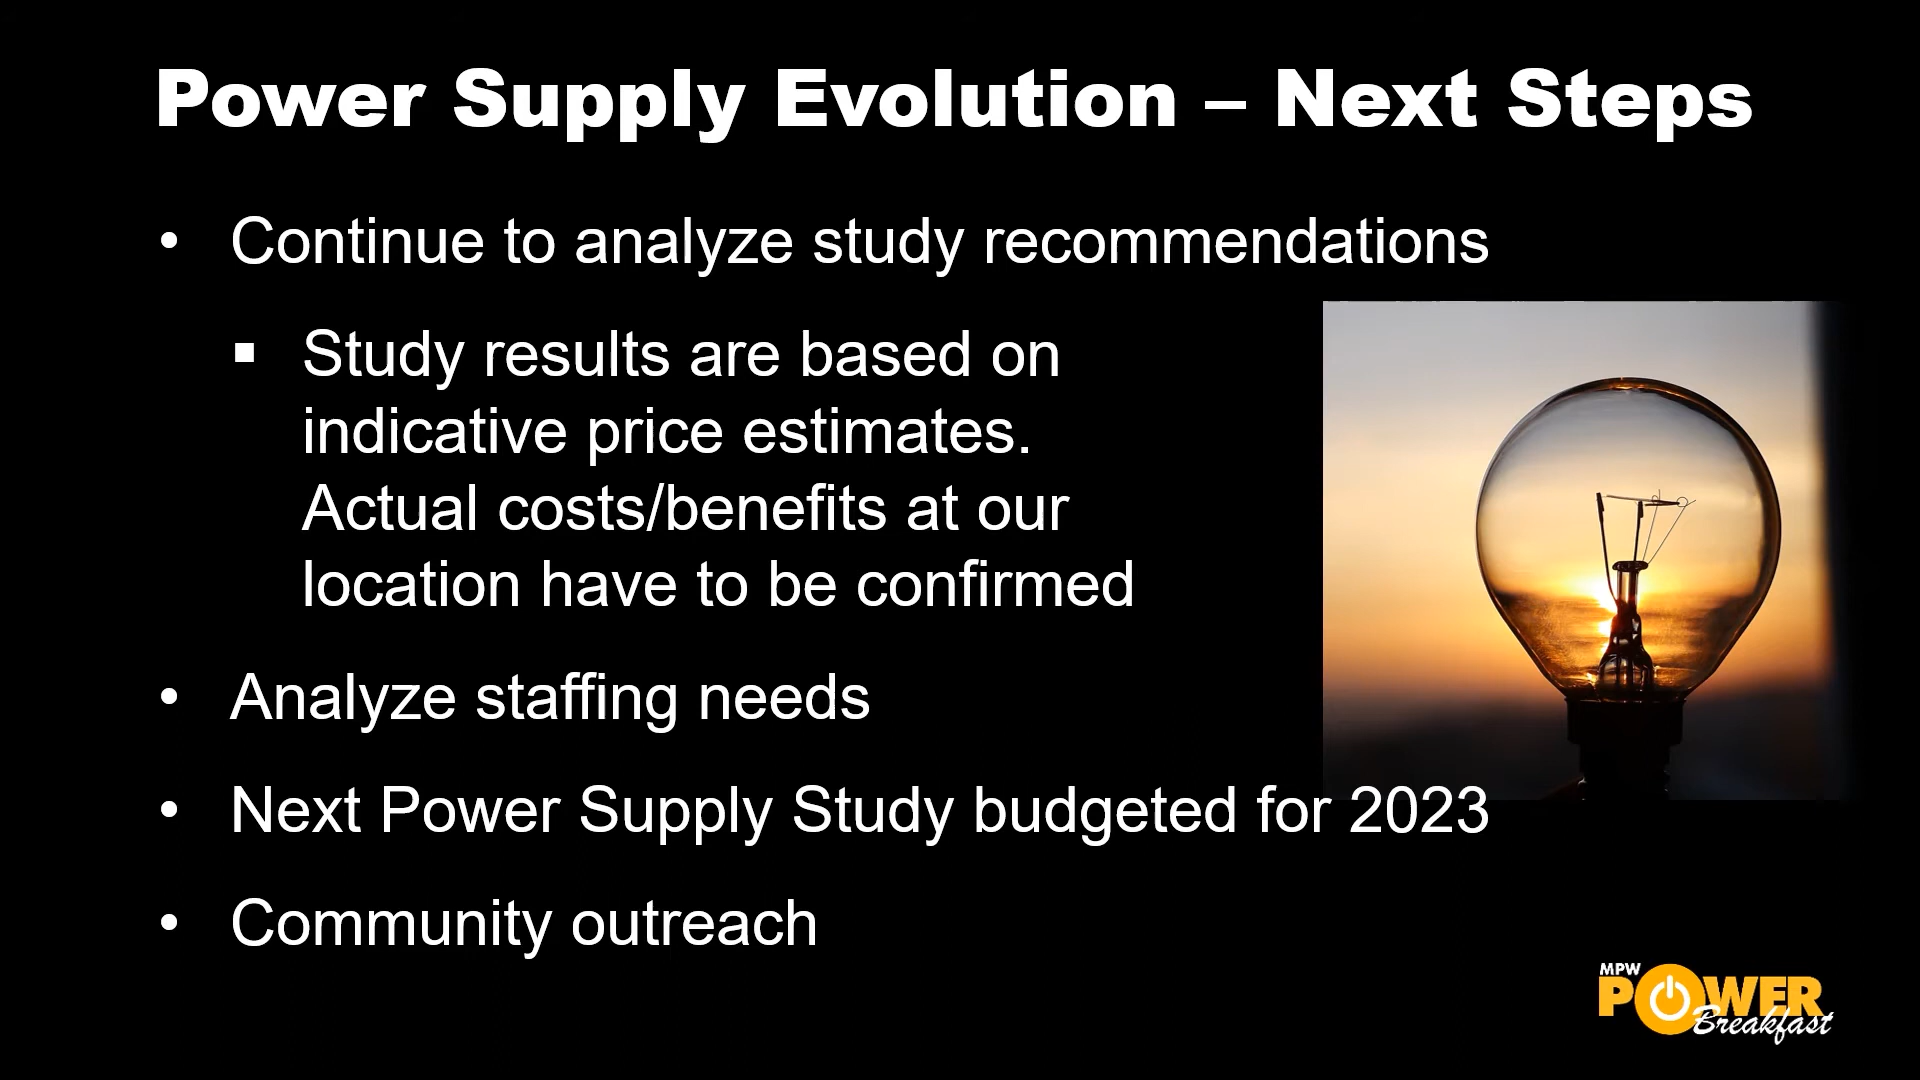 Power Supply Evolution – Next Steps
• Continue to analyze study recommendations
▪ Study results are based on
indicative price estimates.
Actual costs/benefits at our
location have to be confirmed
• Analyze staffing needs
• Next Power Supply Study budgeted for 2023
• Community outreach
MPW
POWER
Breakfast